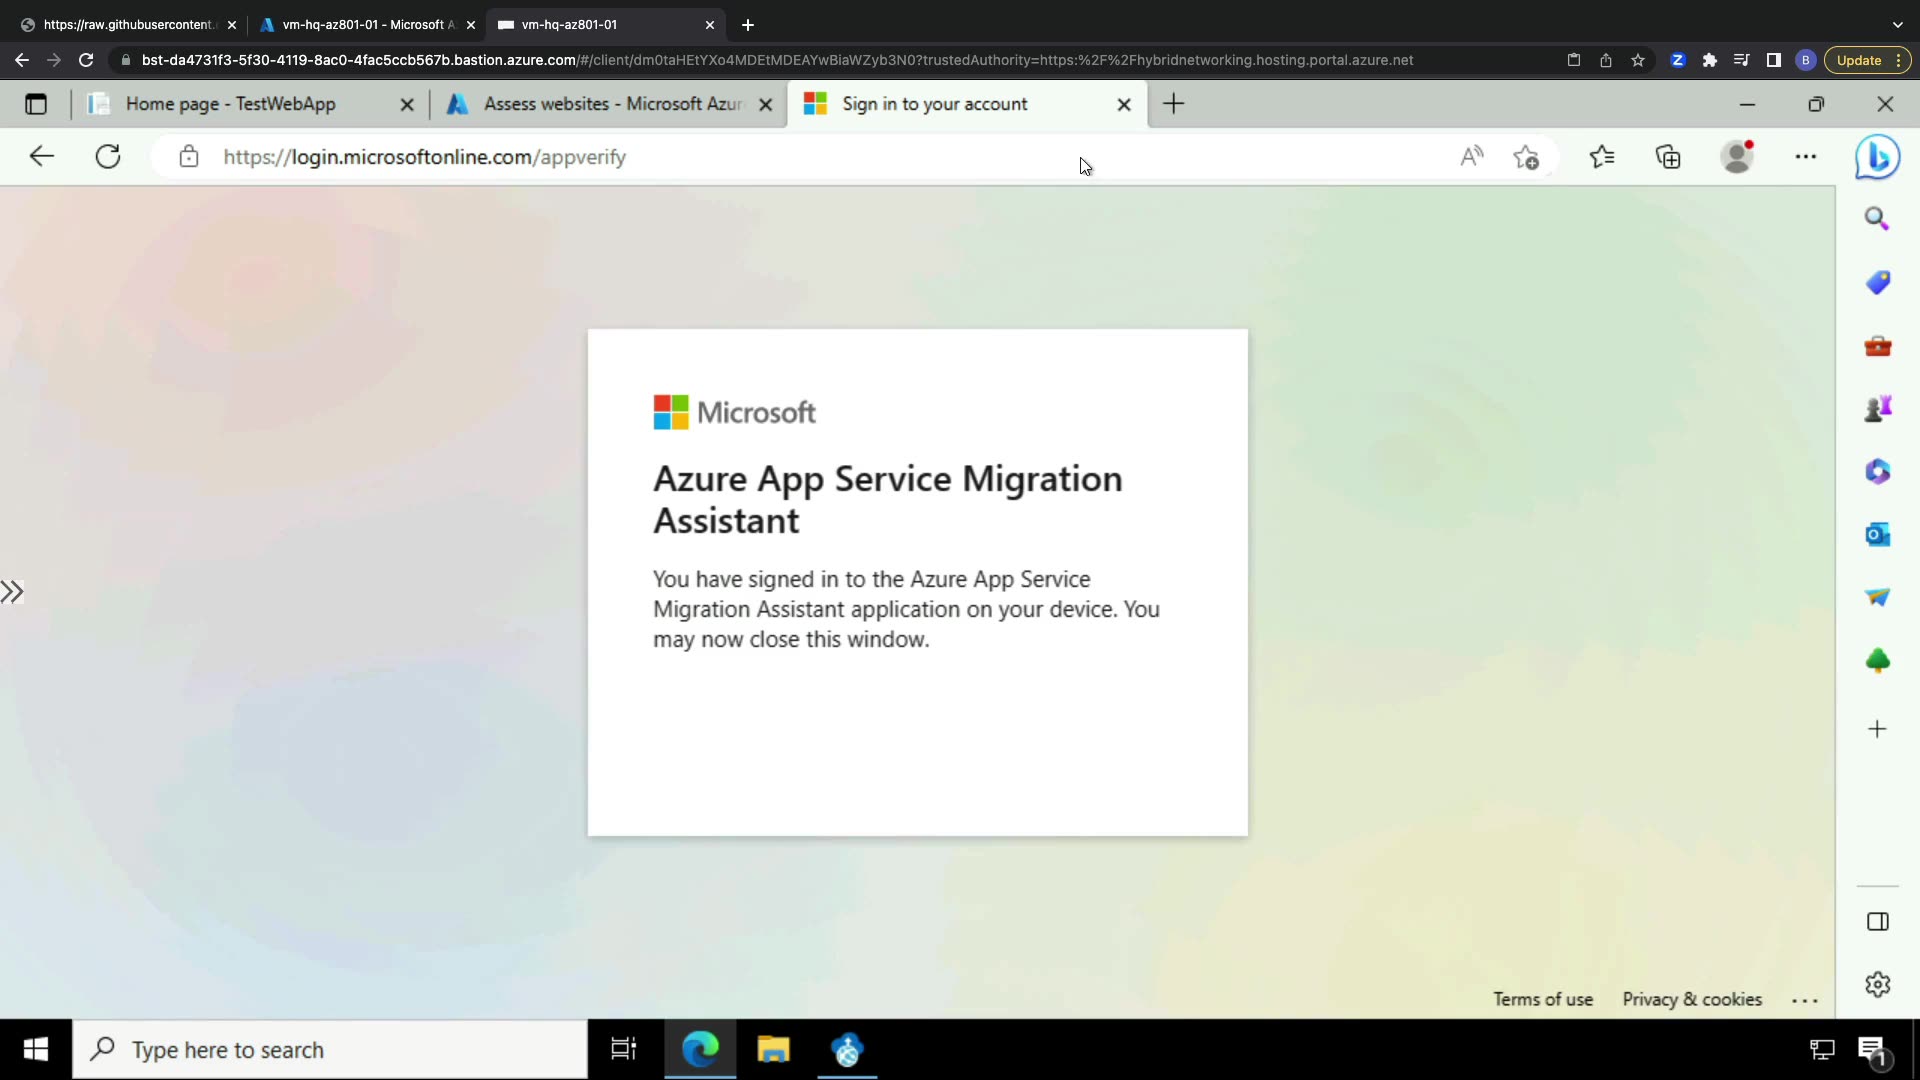 https://raw.githubusercontent.
vm-hq-az801-01 - Microsoft A
vm-hq-az801-01
bst-da4731f3-5f30-4119-8ac0-4fac5ccb567b.bastion.azure.com/#/client/dm0taHEtYXo4MDEtMDEAYwBiaWZyb3N0?trustedAuthority=https:%2F%2Fhybridnetworking.hosting.portal.azure.net
B
Update
Home page - TestWebApp
Assess websites - Microsoft Azur
Sign in to your account
https://login.microsoftonline.com/appverify
Microsoft
Azure App Service Migration
Assistant
You have signed in to the Azure App Service
Migration Assistant application on your device. You
may now close this window.
Terms of use
Privacy & cookies
Type here to search
1